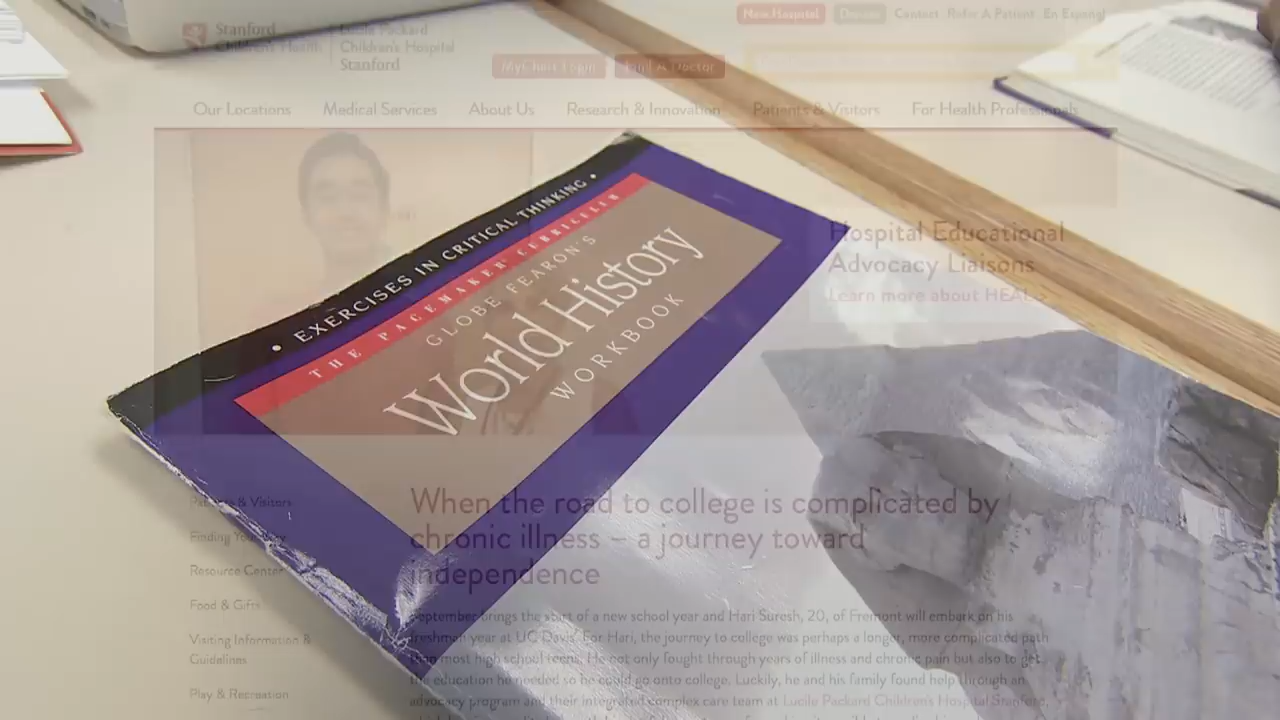 New Hospital Donate Contact Refer A Patient En Español
Stanford
Children's Health
Lucile Packard
Children's Hospital
Stanford
MyChart Login Find A Doctor
Our Locations Medical Services About Us Research & Innovation Patients & Visitors For Health Professionals
• EXERCISES IN CRITICAL THINKING •
THE PACEMAKER® CURRICULUM
GLOBE FEARON'S
World History
WORKBOOK
Hospital Educational
Advocacy Liaisons
Learn more about HEAL >
Patients & Visitors
Finding Your Way
Resource Center
Food & Gifts
Visiting Information &
Guidelines
Play & Recreation
When the road to college is complicated by
chronic illness – a journey toward
independence
September brings the start of a new school year and Hari Suresh, 20, of Fremont will embark on his
freshman year at UC Davis. For Hari, the journey to college was perhaps a longer, more complicated path
than most high school teens. He not only fought through years of illness and chronic pain but also to get
the education he needed so he could go onto college. Luckily, he and his family found help through an
advocacy program and their integrated complex care team at Lucile Packard Children's Hospital Stanford,